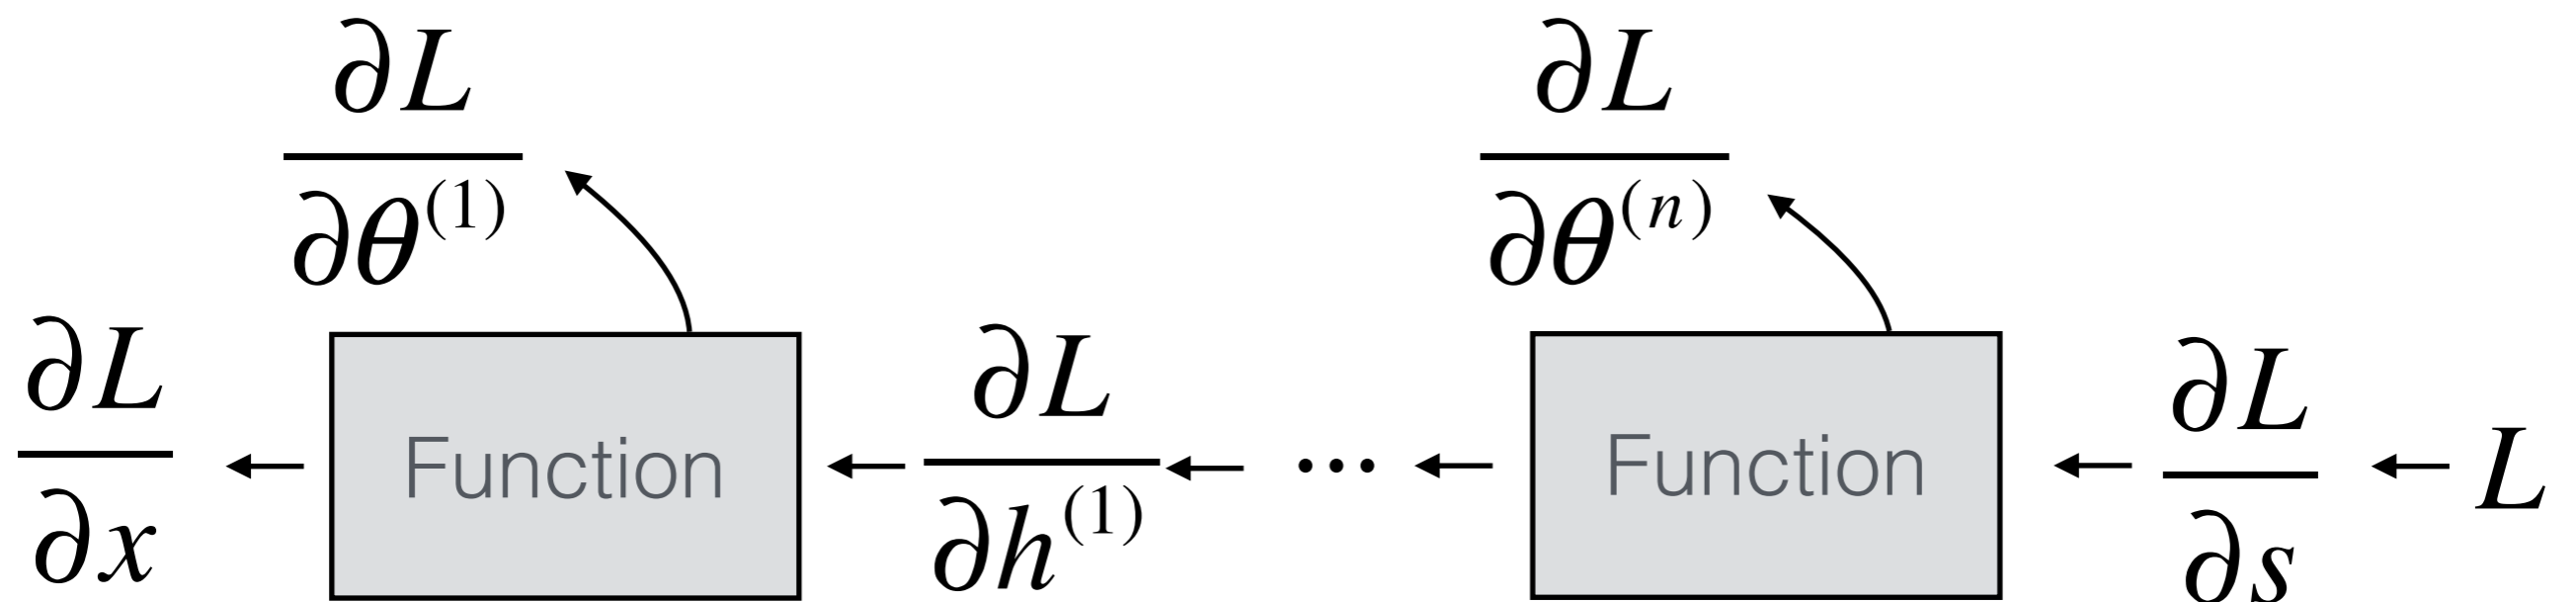 ∂L/∂θ^(1)
∂L/∂θ^(n)
∂L/∂x
Function
∂L/∂h^(1)
...
Function
∂L/∂s
L